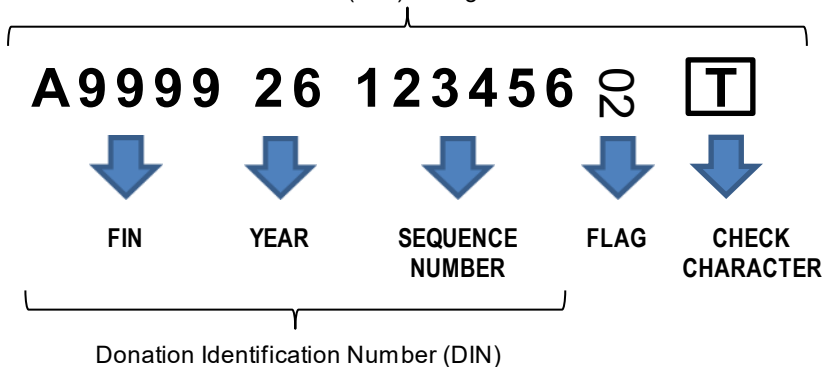 A9999 26 123456 02 T
FIN YEAR SEQUENCE NUMBER FLAG CHECK CHARACTER
Donation Identification Number (DIN)